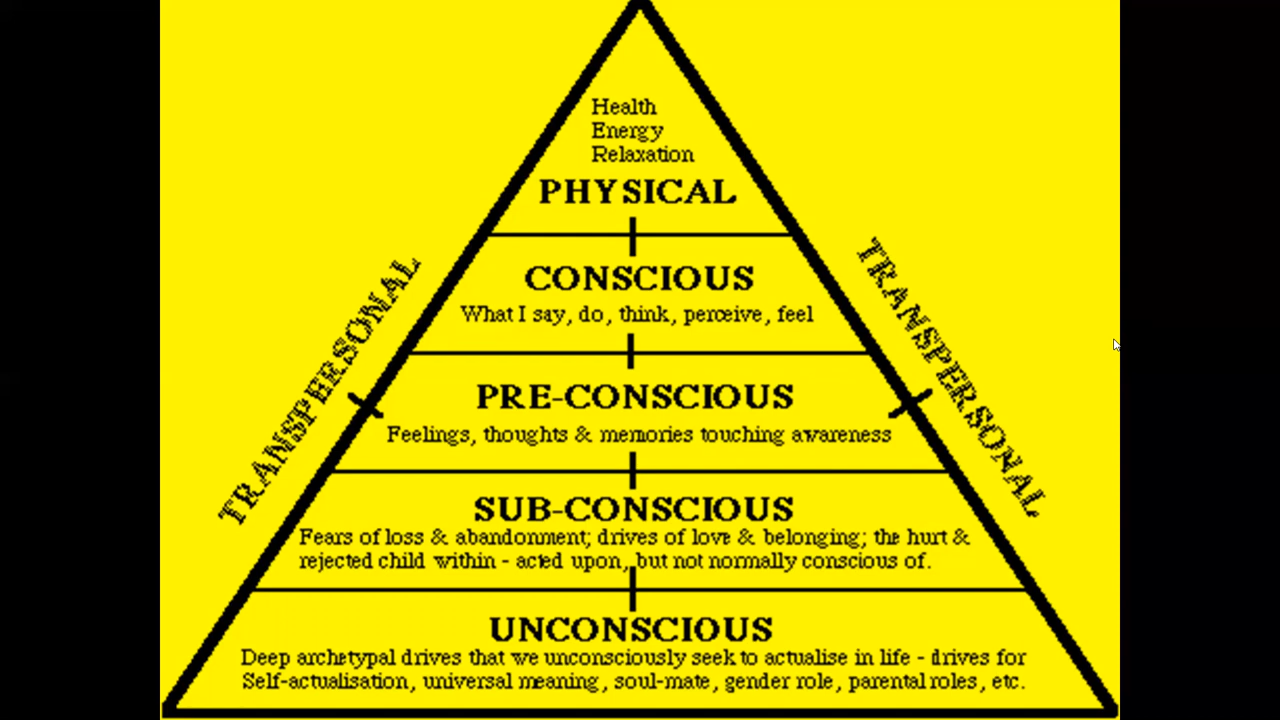 Health
Energy
Relaxation
PHYSICAL
CONSCIOUS
What I say, do, think, perceive, feel
TRANSPERSONAL
TRANSPERSONAL
PRE-CONSCIOUS
Feelings, thoughts & memories touching awareness
SUB-CONSCIOUS
Fears of loss & abandonment; drives of love & belonging; the hurt &
rejected child within - acted upon, but not normally conscious of.
UNCONSCIOUS
Deep archetypal drives that we unconsciously seek to actualise in life - drives for
Self-actualisation, universal meaning, soul-mate, gender role, parental roles, etc.